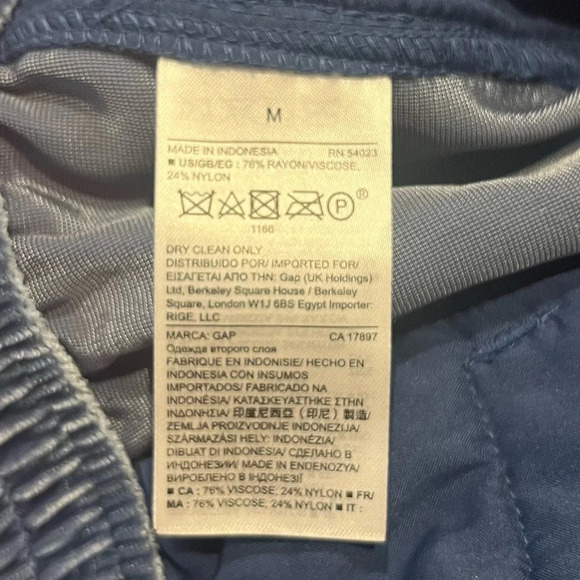 M
MADE IN INDONESIA RN 54023
■ US/GB/EG : 76% RAYON/VISCOSE,
24% NYLON
P ®
1166
DRY CLEAN ONLY
DISTRIBUIDO POR/ IMPORTED FOR/
ΕΙΣΑΓΕΤΑΙ ΑΠΟ ΤΗΝ: Gap (UK Holdings)
Ltd, Berkeley Square House / Berkeley
Square, London W1J 6BS Egypt Importer:
RIGE, LLC
MARCA: GAP CA 17897
Одежда второго слоя
FABRIQUÉ EN INDONISIE/ HECHO EN
INDONESIA CON INSUMOS
IMPORTADOS/ FABRICADO NA
INDONÉSIA/ ΚΑΤΑΣΚΕΥΑΣΤΗΚΕ ΣΤΗΝ
ΙΝΔΟΝΗΣΙΑ/ 印度尼西亞 (印尼) 製造/
ZEMLJA PROIZVODNJE INDONEZIJA/
SZÁRMAZÁSI HELY: INDONÉZIA/
DIBUAT DI INDONESIA/ СДЕЛАНО В
ИНДОНЕЗИИ/ MADE IN ENDONEZYA/
ВИРОБЛЕНО В ІНДОНЕЗІЇ
■ CA : 76% VISCOSE, 24% NYLON ■ FR/
MA : 76% VISCOSE, 24% NYLON ■ IT :